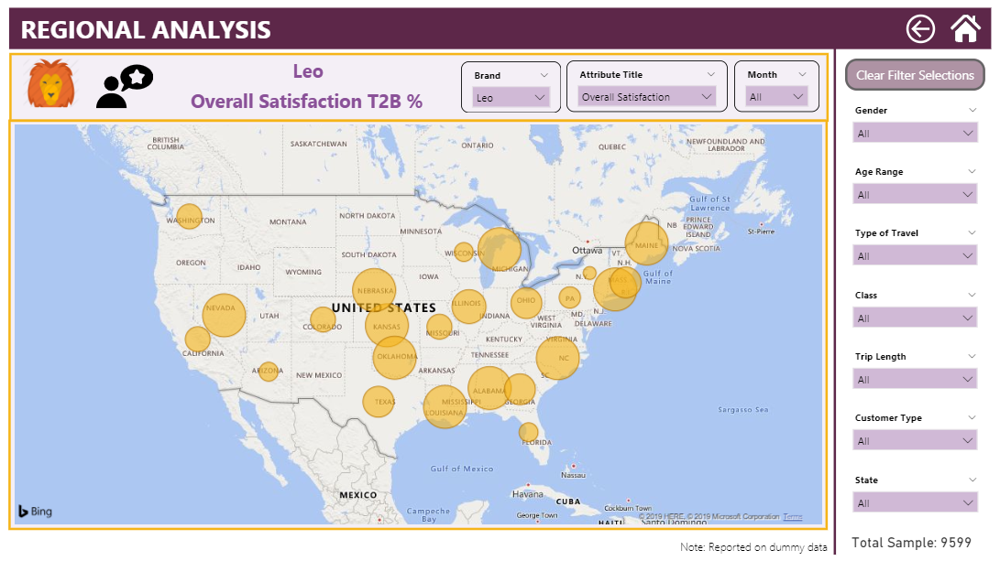 REGIONAL ANALYSIS
Leo
Overall Satisfaction T2B %
Brand
Leo
Attribute Title
Overall Satisfaction
Month
All
Clear Filter Selections
Gender
All
Age Range
All
Type of Travel
All
Class
All
Trip Length
All
Customer Type
All
State
All
Total Sample: 9599
BRITISH
COLUMBIA
SASKATCHEWAN
ONTARIO
QUEBEC
NEWFOUNDLAND AND
LABRADOR
Gulf of St
Lawrence
WASHINGTON
MONTANA
NORTH DAKOTA
MINNESOTA
NB
PRINCE
EDWARD
ISLAND
St-Pierre
NOVA SCOTIA
MAINE
Ottawa
VT.
N.H.
Gulf of
Maine
OREGON
IDAHO
WYOMING
SOUTH DAKOTA
WISCONSIN
MICHIGAN
IOWA
N.Y.
MASS
NEBRASKA
UNITED STATES
NEVADA
UTAH
COLORADO
KANSAS
MISSOURI
ILLINOIS
INDIANA
OHIO
PA
N.J.
MD.
DELAWARE
WEST
VIRGINIA
VIRGINIA
KENTUCKY
CALIFORNIA
ARIZONA
NEW MEXICO
OKLAHOMA
ARKANSAS
TENNESSEE
NC
SC
TEXAS
LOUISIANA
MISSISSIPPI
ALABAMA
GEORGIA
FLORIDA
Sargasso Sea
Gulf of Mexico
Nassau
MEXICO
Havana
CUBA
Campeche
Bay
George Town
Cockburn Town
HAITI
Santo Domingo
Bing
© 2019 HERE, © 2019 Microsoft Corporation Terms
Note: Reported on dummy data